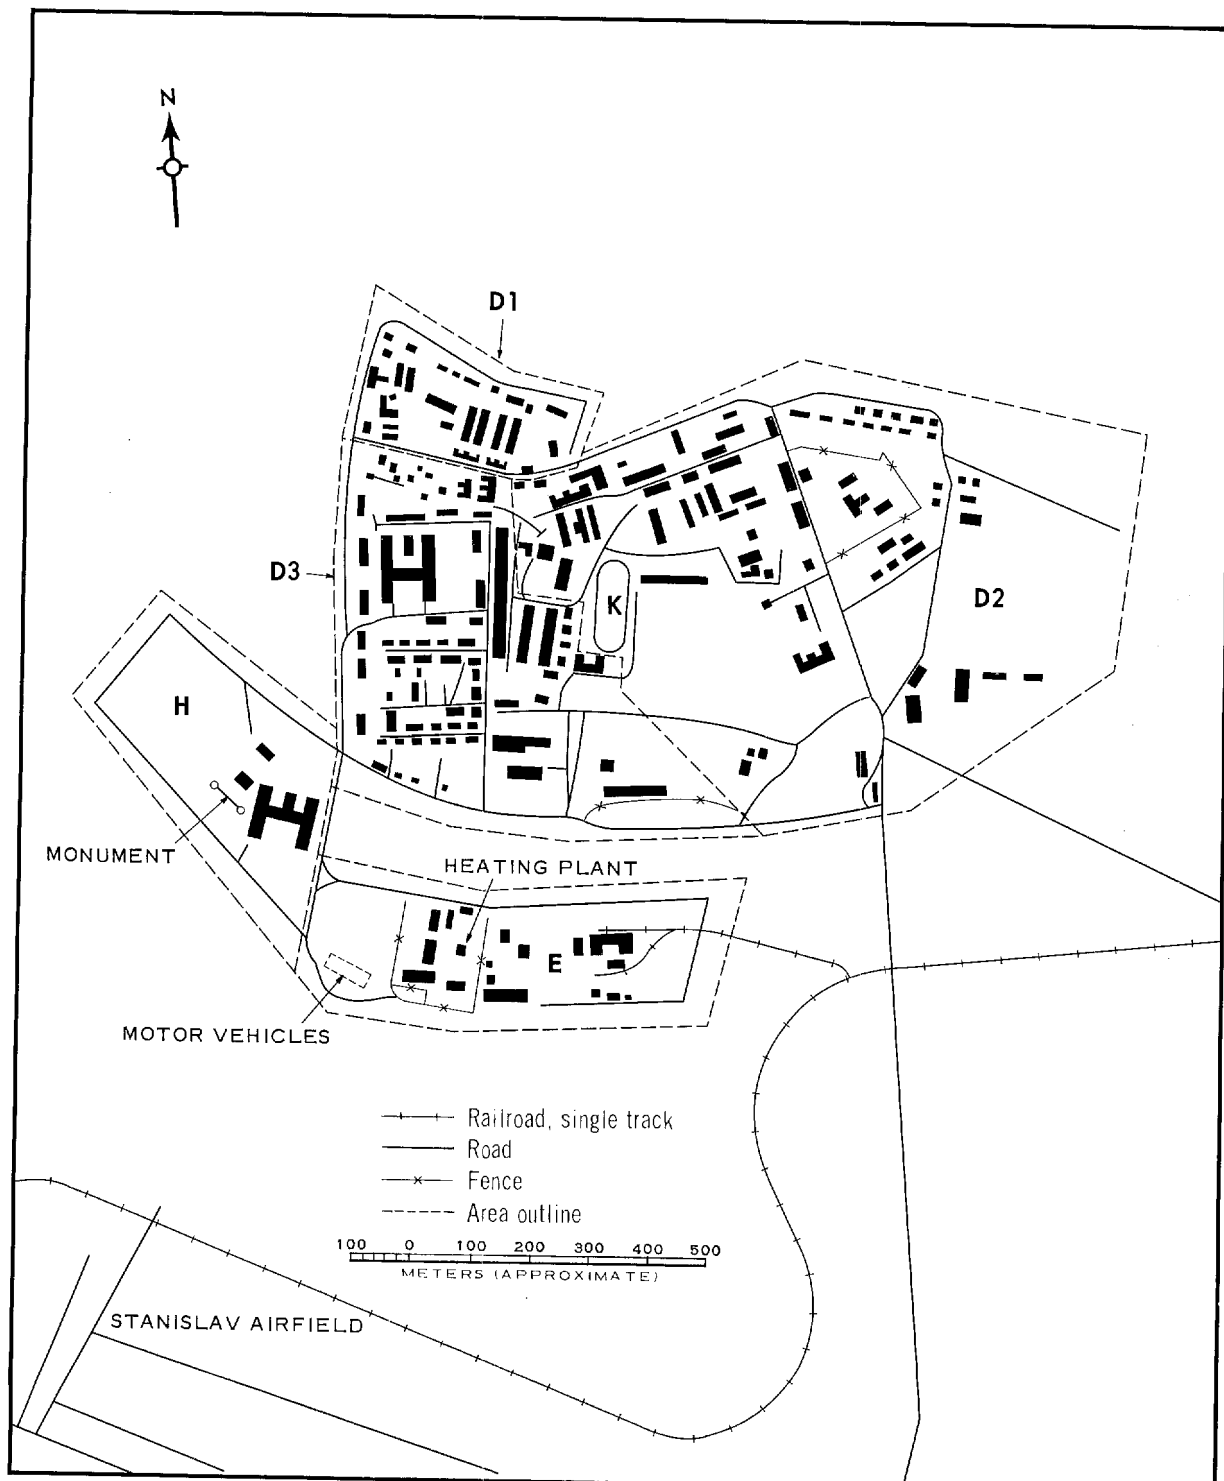 N
D1
D3
D2
K
H
MONUMENT
HEATING PLANT
E
MOTOR VEHICLES
Railroad, single track
Road
Fence
Area outline
100 0 100 200 300 400 500
METERS (APPROXIMATE)
STANISLAV AIRFIELD